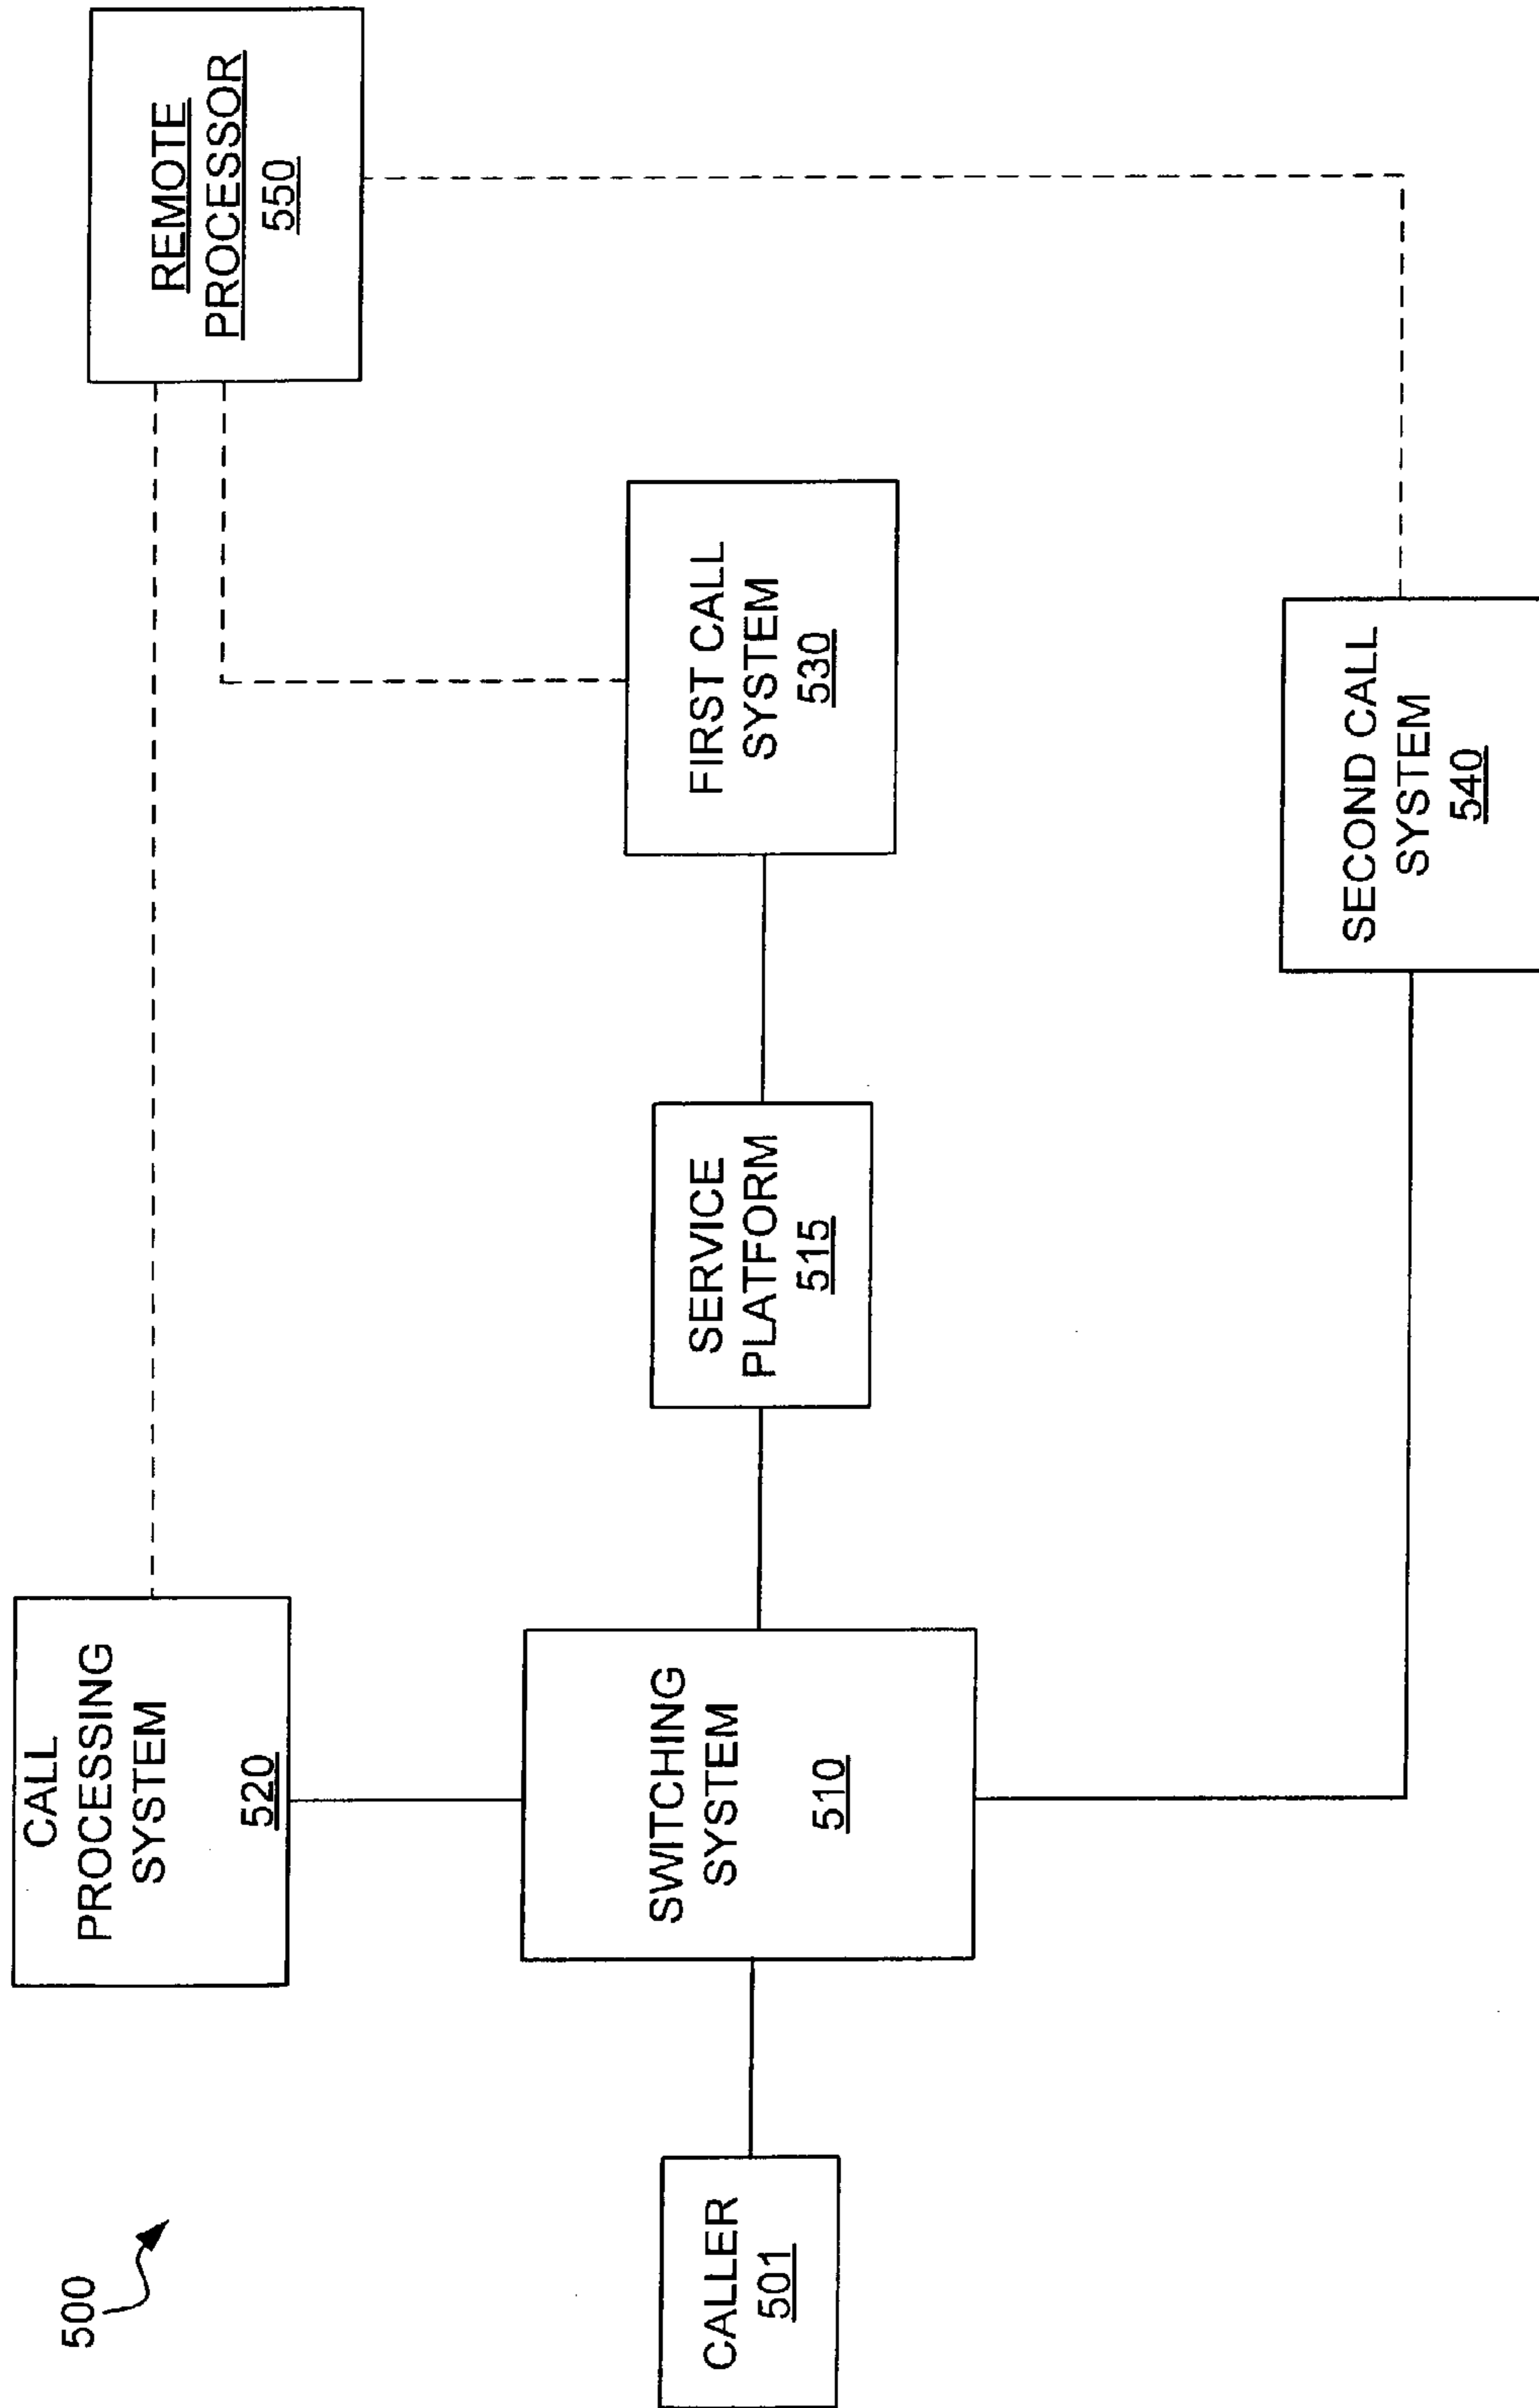 500
CALL
PROCESSING
SYSTEM
520
REMOTE
PROCESSOR
550
CALLER
501
SWITCHING
SYSTEM
510
SERVICE
PLATFORM
515
FIRST CALL
SYSTEM
530
SECOND CALL
SYSTEM
540